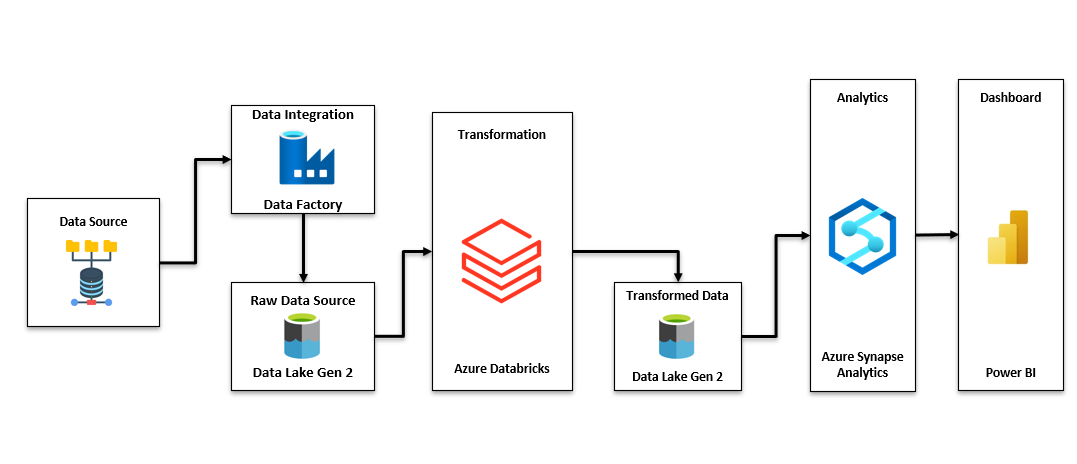 Data Source
Data Integration
Data Factory
Raw Data Source
Data Lake Gen 2
Transformation
Azure Databricks
Transformed Data
Data Lake Gen 2
Analytics
Azure Synapse
Analytics
Dashboard
Power BI